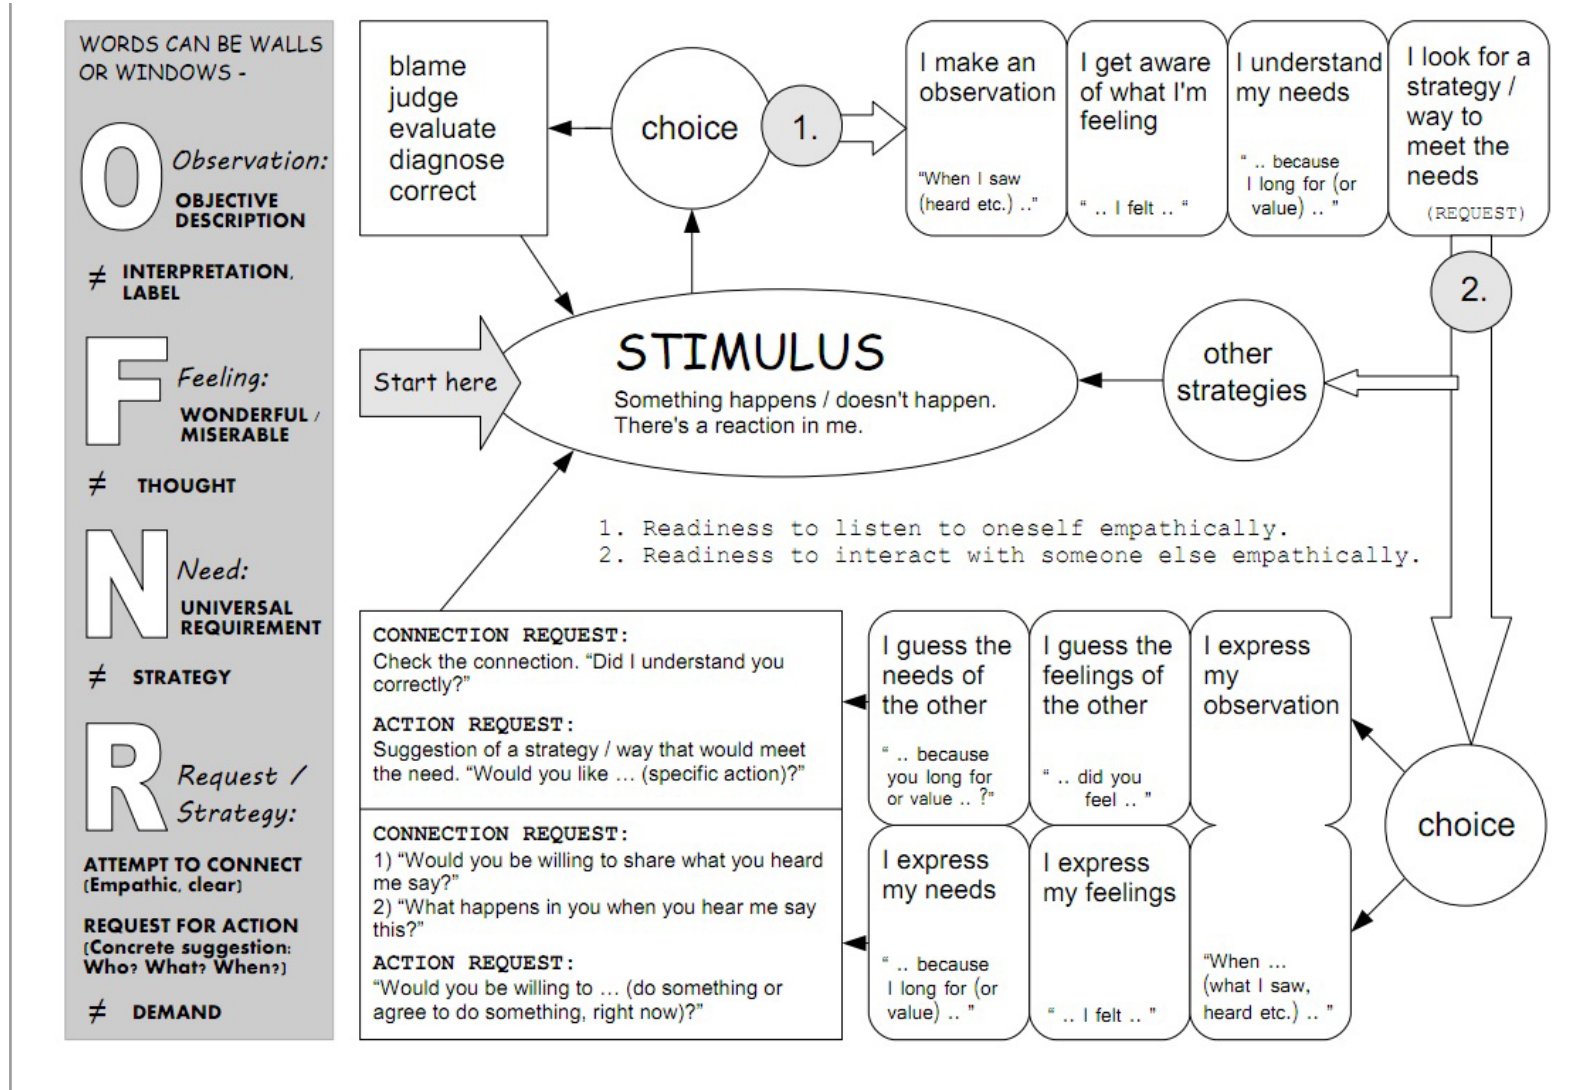 WORDS CAN BE WALLS
OR WINDOWS -
O
Observation:
OBJECTIVE
DESCRIPTION
≠ INTERPRETATION,
LABEL
F
Feeling:
WONDERFUL /
MISERABLE
≠ THOUGHT
N
Need:
UNIVERSAL
REQUIREMENT
≠ STRATEGY
R
Request /
Strategy:
ATTEMPT TO CONNECT
(Empathic, clear)
REQUEST FOR ACTION
(Concrete suggestion:
Who? What? When?)
≠ DEMAND
blame
judge
evaluate
diagnose
correct
choice
1.
I make an
observation
"When I saw
(heard etc.) .."
I get aware
of what I'm
feeling
" .. I felt .. "
I understand
my needs
" .. because
I long for (or
value) .. "
I look for a
strategy /
way to
meet the
needs
(REQUEST)
2.
Start here
STIMULUS
Something happens / doesn't happen.
There's a reaction in me.
other
strategies
1. Readiness to listen to oneself empathically.
2. Readiness to interact with someone else empathically.
CONNECTION REQUEST:
Check the connection. "Did I understand you
correctly?"
ACTION REQUEST:
Suggestion of a strategy / way that would meet
the need. "Would you like ... (specific action)?"
CONNECTION REQUEST:
1) "Would you be willing to share what you heard
me say?"
2) "What happens in you when you hear me say
this?"
ACTION REQUEST:
"Would you be willing to ... (do something or
agree to do something, right now)?"
I guess the
needs of
the other
" .. because
you long for
or value .. ?"
I guess the
feelings of
the other
" .. did you
feel .. "
I express
my
observation
I express
my needs
" .. because
I long for (or
value) .. "
I express
my feelings
" .. I felt .. "
"When ...
(what I saw,
heard etc.) .. "
choice